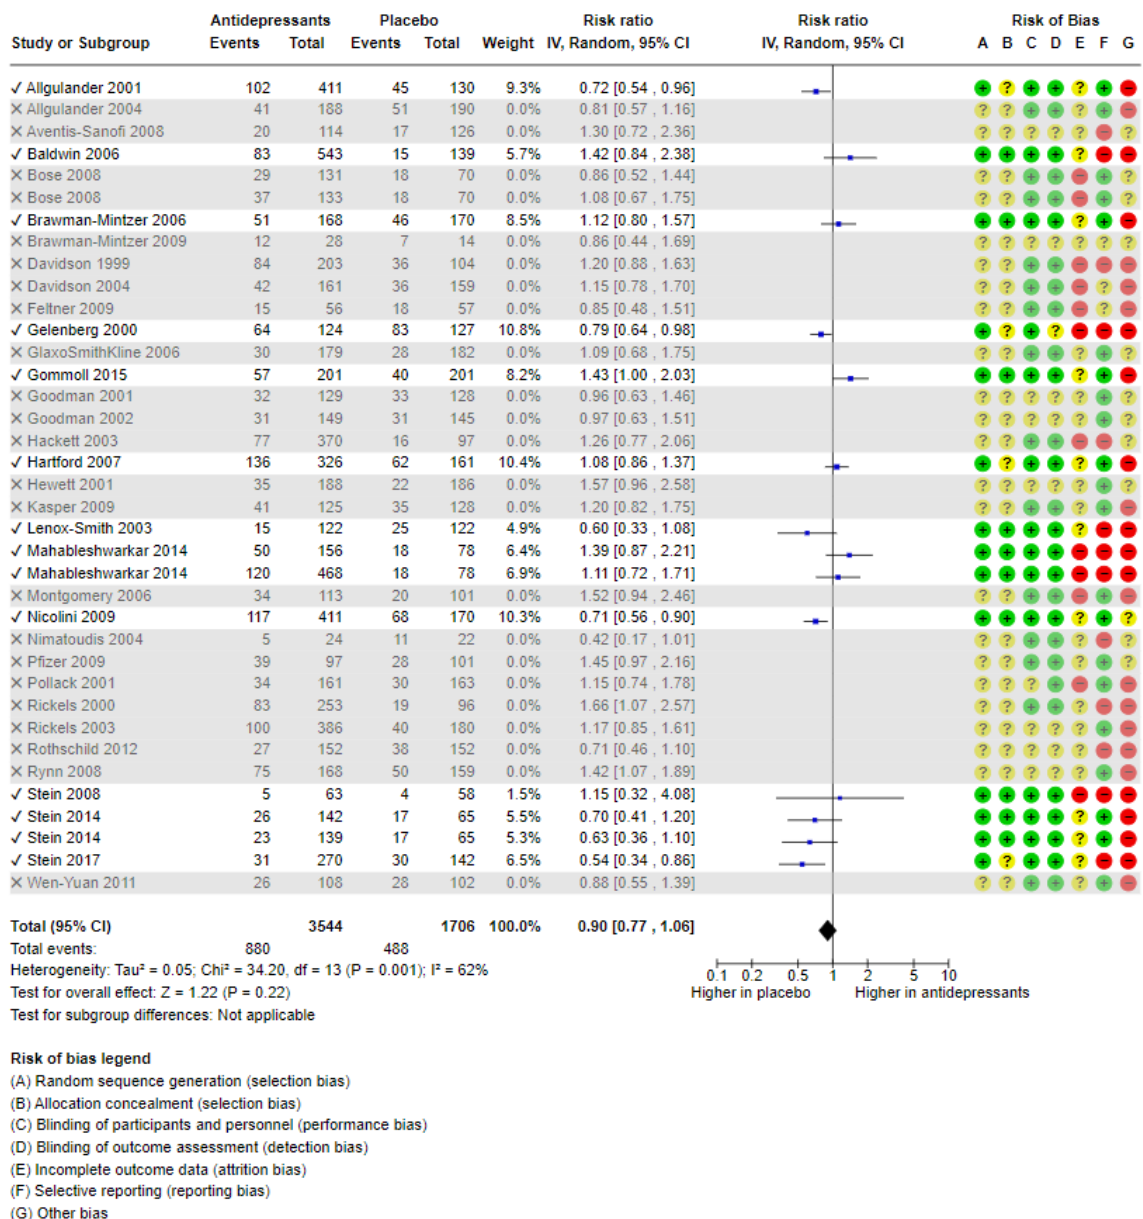 Antidepressants Placebo Risk ratio Risk ratio Risk of Bias
Study or Subgroup Events Total Events Total Weight IV, Random, 95% CI IV, Random, 95% CI A B C D E F G
✓ Allgulander 2001 102 411 45 130 9.3% 0.72 [0.54 , 0.96] + ? + + ? + −
✕ Allgulander 2004 41 188 51 190 0.0% 0.81 [0.57 , 1.16] ? ? + + ? + −
✕ Aventis-Sanofi 2008 20 114 17 126 0.0% 1.30 [0.72 , 2.36] ? ? ? ? ? − ?
✓ Baldwin 2006 83 543 15 139 5.7% 1.42 [0.84 , 2.38] + + + + ? − −
✕ Bose 2008 29 131 18 70 0.0% 0.86 [0.52 , 1.44] ? ? + + − + ?
✕ Bose 2008 37 133 18 70 0.0% 1.08 [0.67 , 1.75] ? ? + + − + ?
✓ Brawman-Mintzer 2006 51 168 46 170 8.5% 1.12 [0.80 , 1.57] + + + + ? + −
✕ Brawman-Mintzer 2009 12 28 7 14 0.0% 0.86 [0.44 , 1.69] ? ? ? ? ? ? ?
✕ Davidson 1999 84 203 36 104 0.0% 1.20 [0.88 , 1.63] ? ? + + − − −
✕ Davidson 2004 42 161 36 159 0.0% 1.15 [0.78 , 1.70] ? ? + + − ? −
✕ Feltner 2009 15 56 18 57 0.0% 0.85 [0.48 , 1.51] ? ? + + − ? −
✓ Gelenberg 2000 64 124 83 127 10.8% 0.79 [0.64 , 0.98] + ? + ? − − −
✕ GlaxoSmithKline 2006 30 179 28 182 0.0% 1.09 [0.68 , 1.75] ? ? + + ? + ?
✓ Gommoll 2015 57 201 40 201 8.2% 1.43 [1.00 , 2.03] + + + + ? + −
✕ Goodman 2001 32 129 33 128 0.0% 0.96 [0.63 , 1.46] ? ? ? ? ? + ?
✕ Goodman 2002 31 149 31 145 0.0% 0.97 [0.63 , 1.51] ? ? ? ? ? + ?
✕ Hackett 2003 77 370 16 97 0.0% 1.26 [0.77 , 2.06] ? ? + + − − −
✓ Hartford 2007 136 326 62 161 10.4% 1.08 [0.86 , 1.37] + ? + + ? + −
✕ Hewett 2001 35 188 22 186 0.0% 1.57 [0.96 , 2.58] ? ? ? ? ? + ?
✕ Kasper 2009 41 125 35 128 0.0% 1.20 [0.82 , 1.75] ? ? + + ? + −
✓ Lenox-Smith 2003 15 122 25 122 4.9% 0.60 [0.33 , 1.08] + + + + ? − −
✓ Mahableshwarkar 2014 50 156 18 78 6.4% 1.39 [0.87 , 2.21] + + + + − − −
✓ Mahableshwarkar 2014 120 468 18 78 6.9% 1.11 [0.72 , 1.71] + + + + − − −
✕ Montgomery 2006 34 113 20 101 0.0% 1.52 [0.94 , 2.46] ? ? + + − + −
✓ Nicolini 2009 117 411 68 170 10.3% 0.71 [0.56 , 0.90] + + + + ? + ?
✕ Nimatoudis 2004 5 24 11 22 0.0% 0.42 [0.17 , 1.01] ? ? + + ? − ?
✕ Pfizer 2009 39 97 28 101 0.0% 1.45 [0.97 , 2.16] ? ? + + ? + ?
✕ Pollack 2001 34 161 30 163 0.0% 1.15 [0.74 , 1.78] ? ? ? + − + −
✕ Rickels 2000 83 253 19 96 0.0% 1.66 [1.07 , 2.57] ? ? + + ? − −
✕ Rickels 2003 100 386 40 180 0.0% 1.17 [0.85 , 1.61] ? ? ? ? ? + −
✕ Rothschild 2012 27 152 38 152 0.0% 0.71 [0.46 , 1.10] ? ? ? ? ? − −
✕ Rynn 2008 75 168 50 159 0.0% 1.42 [1.07 , 1.89] ? ? ? ? ? + −
✓ Stein 2008 5 63 4 58 1.5% 1.15 [0.32 , 4.08] + + + + − − −
✓ Stein 2014 26 142 17 65 5.5% 0.70 [0.41 , 1.20] + + + + ? + −
✓ Stein 2014 23 139 17 65 5.3% 0.63 [0.36 , 1.10] + + + + ? + −
✓ Stein 2017 31 270 30 142 6.5% 0.54 [0.34 , 0.86] + ? + + ? − −
✕ Wen-Yuan 2011 26 108 28 102 0.0% 0.88 [0.55 , 1.39] ? ? + + ? + −
Total (95% CI) 3544 1706 100.0% 0.90 [0.77 , 1.06]
Total events: 880 488
Heterogeneity: Tau² = 0.05; Chi² = 34.20, df = 13 (P = 0.001); I² = 62%
Test for overall effect: Z = 1.22 (P = 0.22)
Test for subgroup differences: Not applicable
0.1 0.2 0.5 1 2 5 10
Higher in placebo Higher in antidepressants
Risk of bias legend
(A) Random sequence generation (selection bias)
(B) Allocation concealment (selection bias)
(C) Blinding of participants and personnel (performance bias)
(D) Blinding of outcome assessment (detection bias)
(E) Incomplete outcome data (attrition bias)
(F) Selective reporting (reporting bias)
(G) Other bias